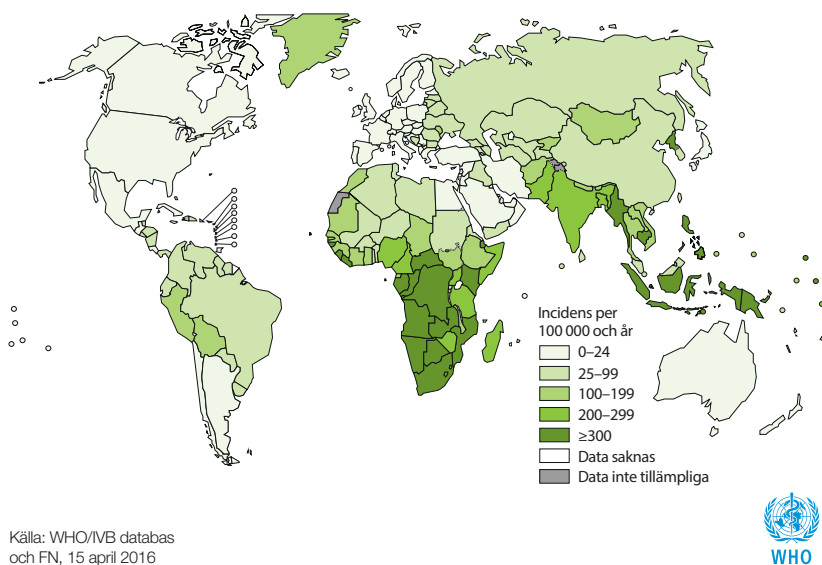 Incidens per
100 000 och år
0–24
25–99
100–199
200–299
≥300
Data saknas
Data inte tillämpliga
Källa: WHO/IVB databas
och FN, 15 april 2016
WHO